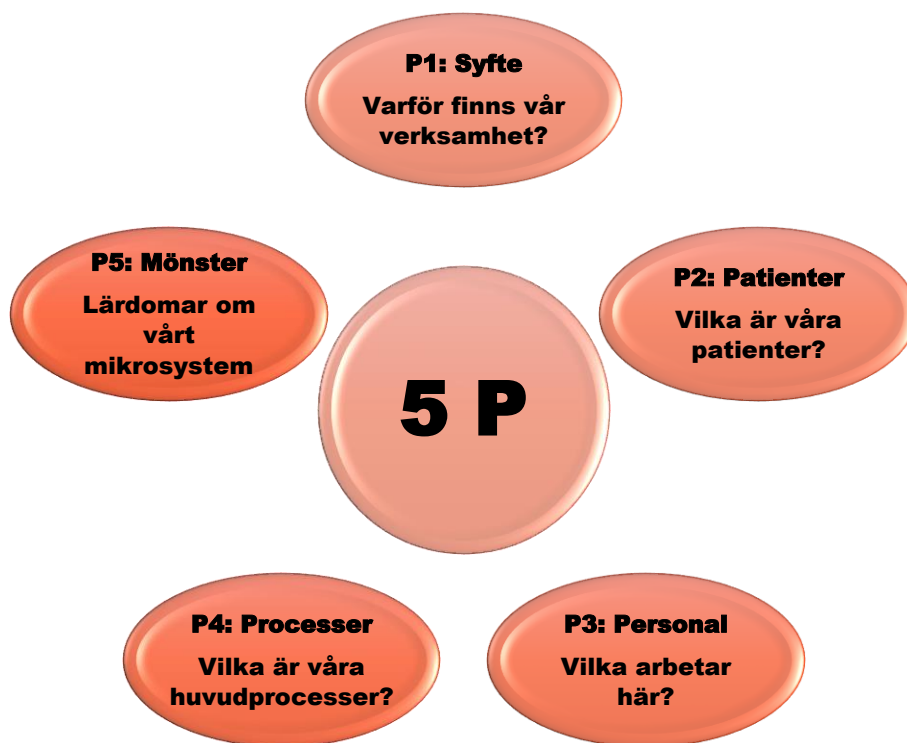 P1: Syfte
Varför finns vår
verksamhet?
P2: Patienter
Vilka är våra
patienter?
P3: Personal
Vilka arbetar
här?
P4: Processer
Vilka är våra
huvudprocesser?
P5: Mönster
Lärdomar om
vårt
mikrosystem
5 P